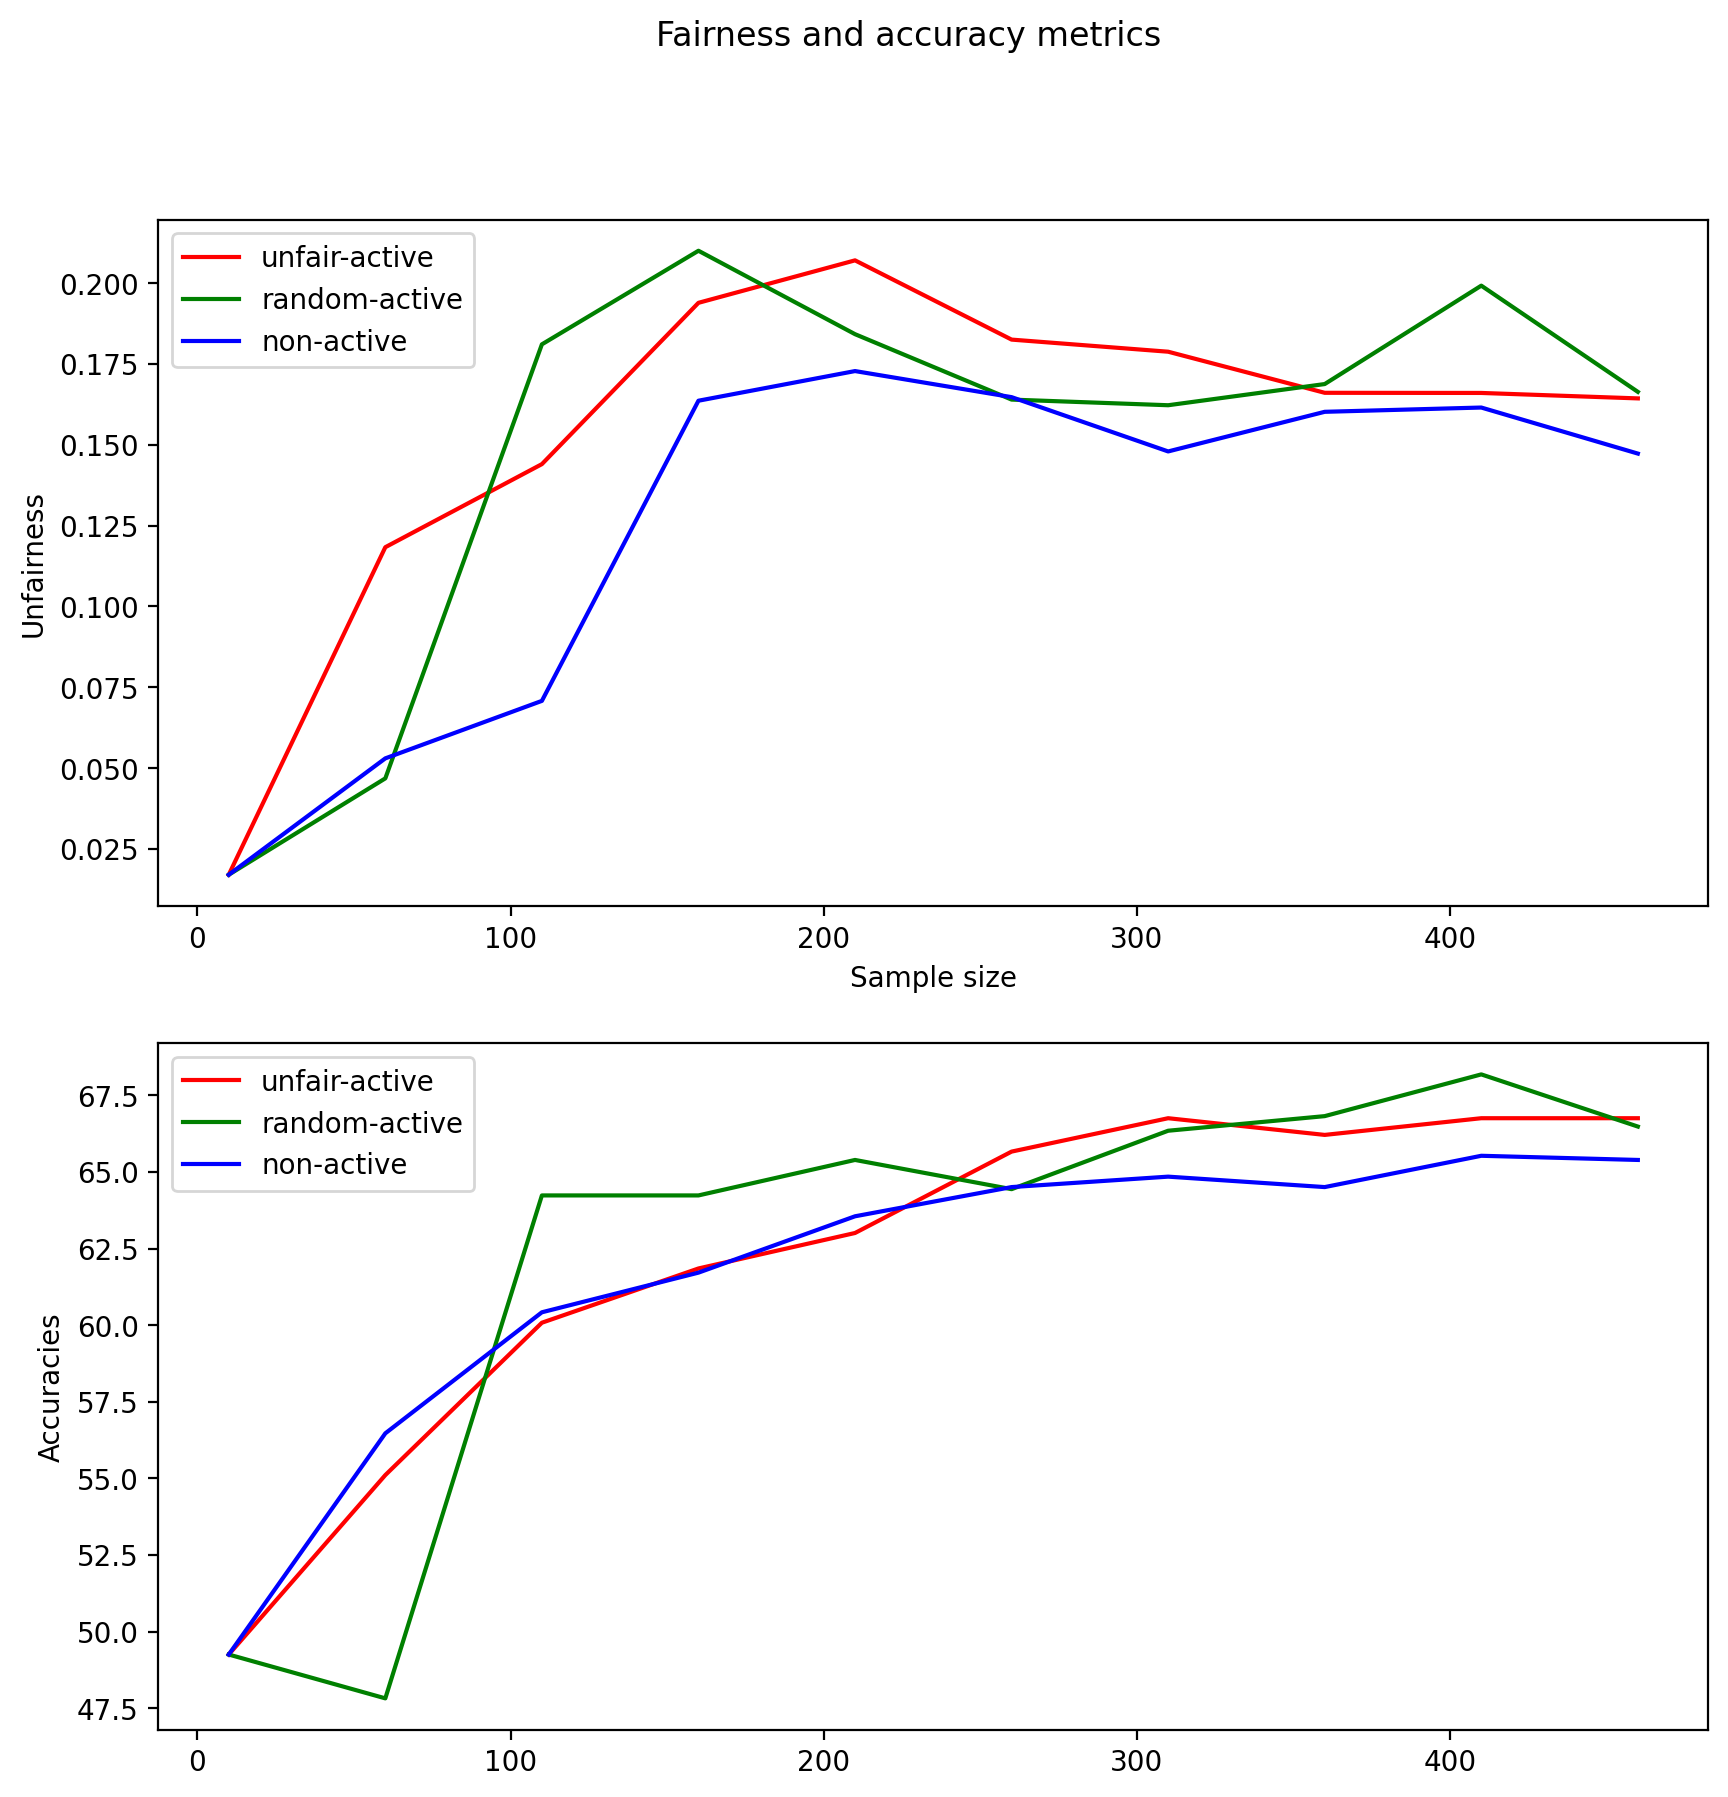 Fairness and accuracy metrics
unfair-active
random-active
non-active
0.200
0.175
0.150
0.125
0.100
0.075
0.050
0.025
Unfairness
0 100 200 300 400
Sample size
unfair-active
random-active
non-active
67.5
65.0
62.5
60.0
57.5
55.0
52.5
50.0
47.5
Accuracies
0 100 200 300 400